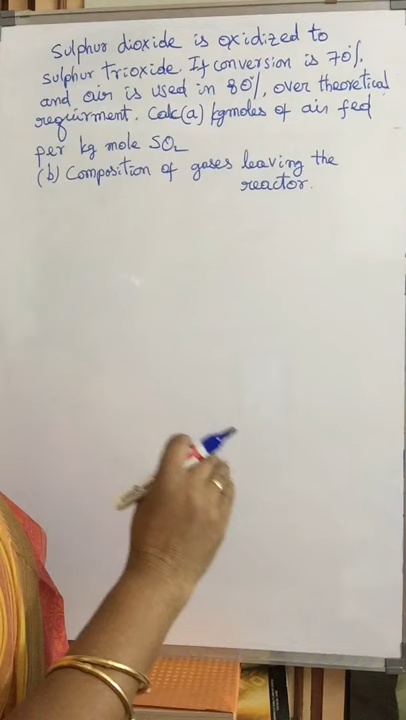 Sulphur dioxide is oxidized to
sulphur trioxide. If conversion is 70%.
and air is used in 80%, over theoretical
requirment. Calc(a) kgmoles of air fed
per kg mole SO₂
(b) Composition of gases leaving the
reactor.